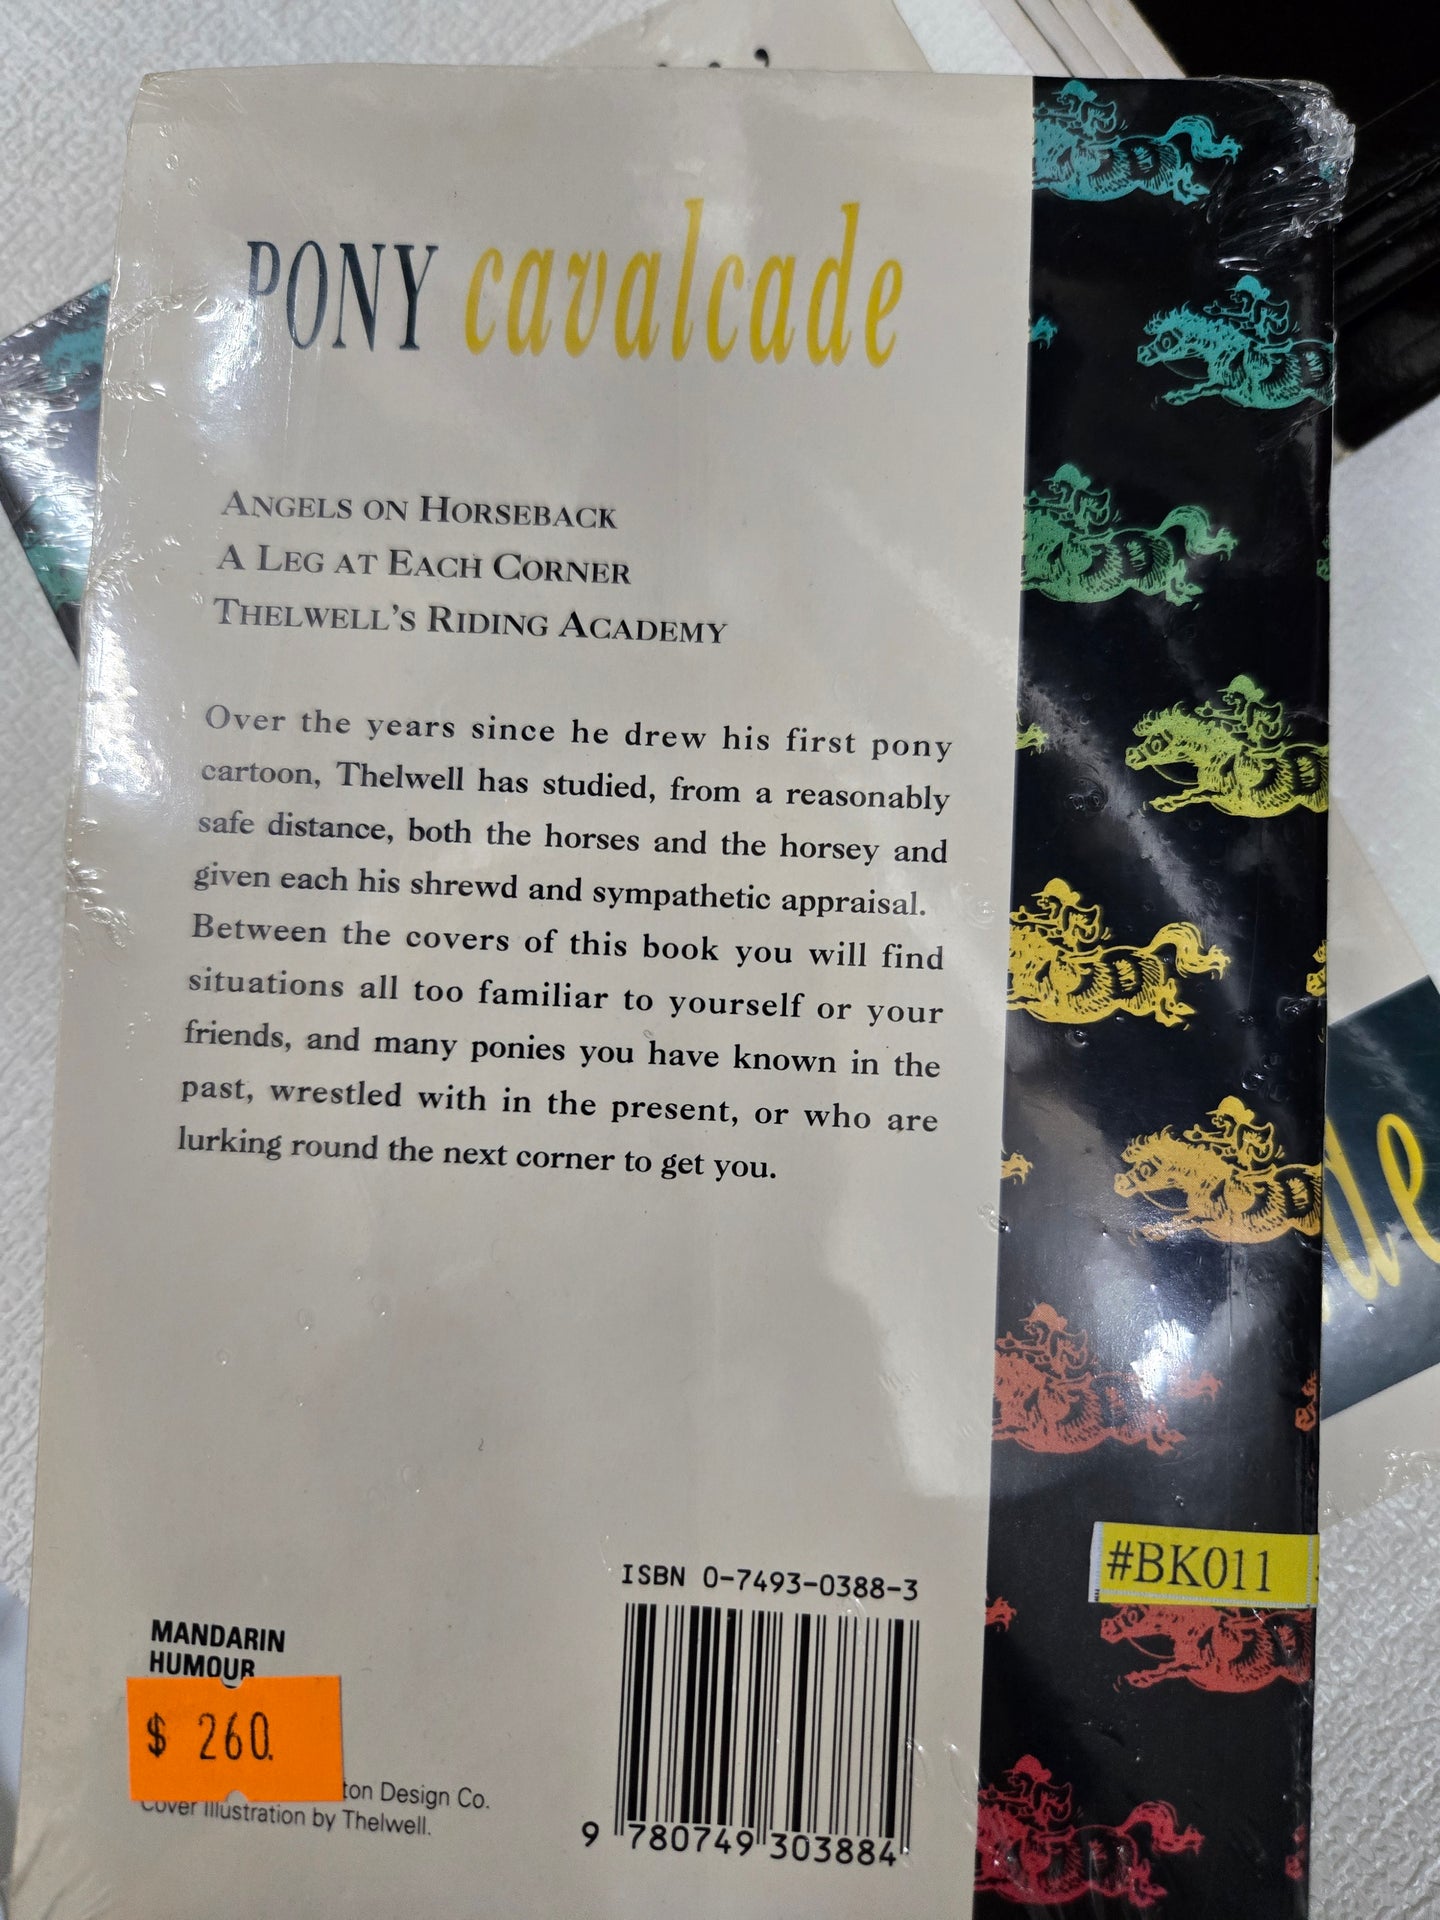 PONY cavalcade
ANGELS ON HORSEBACK
A LEG AT EACH CORNER
THELWELL'S RIDING ACADEMY
Over the years since he drew his first pony
cartoon, Thelwell has studied, from a reasonably
safe distance, both the horses and the horsey and
given each his shrewd and sympathetic appraisal.
Between the covers of this book you will find
situations all too familiar to yourself or your
friends, and many ponies you have known in the
past, wrestled with in the present, or who are
lurking round the next corner to get you.
#BK011
ISBN 0-7493-0388-3
MANDARIN
HUMOUR
$ 260.
Design Co.
Cover Illustration by Thelwell.
9 780749 303884